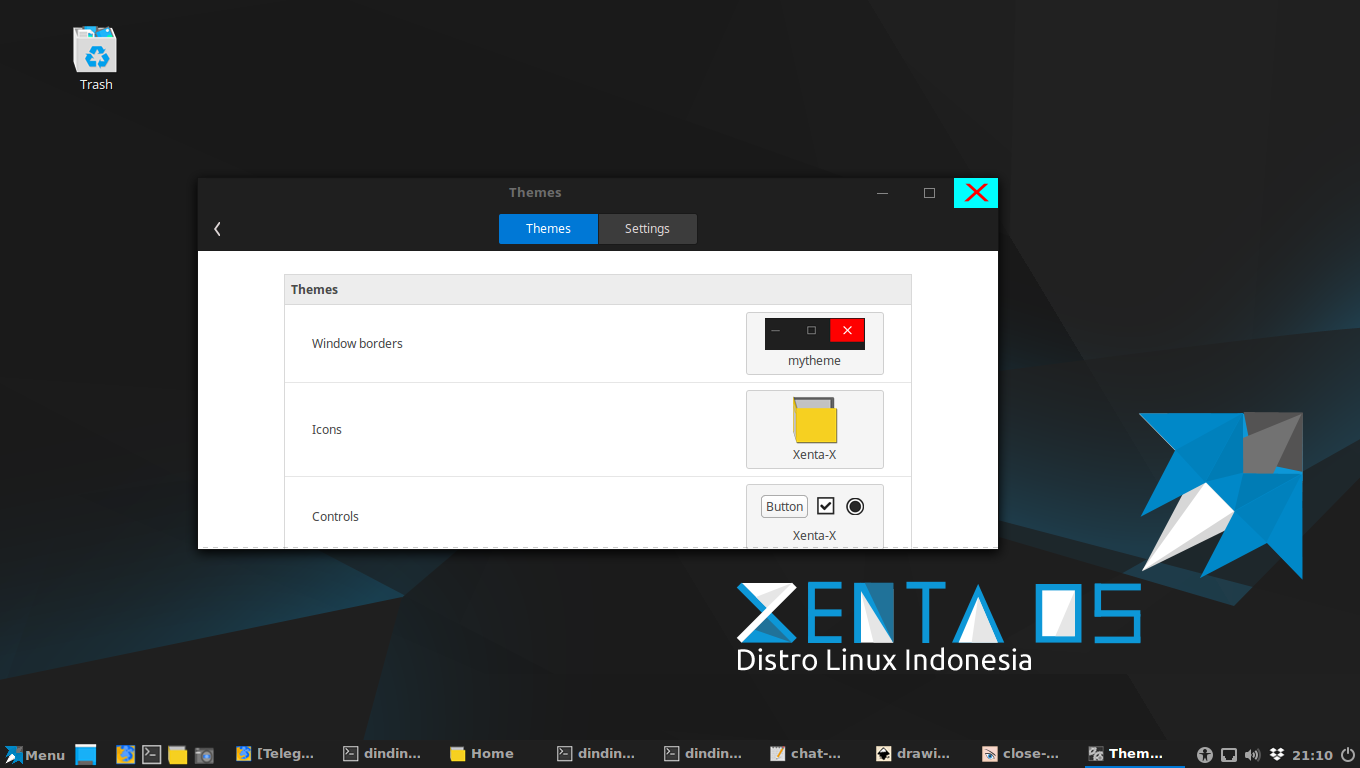 Trash
Themes
Themes Settings
Themes
Window borders
mytheme
Icons
Xenta-X
Controls
Button
Xenta-X
XENTA OS
Distro Linux Indonesia
Menu [Teleg... dindin... Home dindin... dindin... chat-... drawi... close-... Them... 21:10